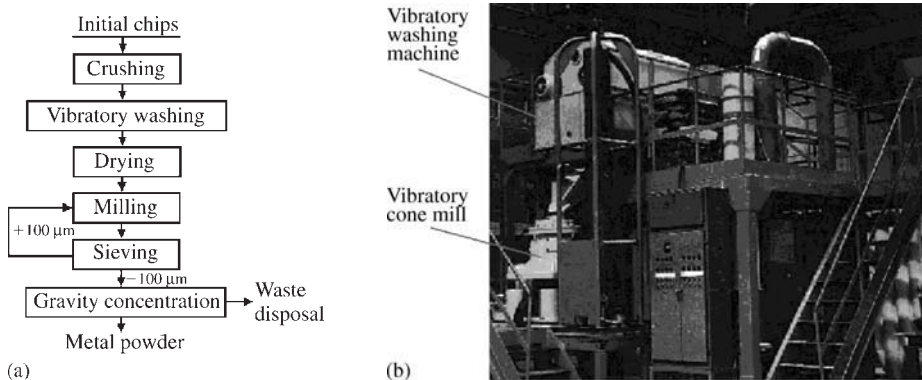 Initial chips
Crushing
Vibratory washing
Drying
Milling
+100 μm
Sieving
−100 μm
Gravity concentration
Waste
disposal
Metal powder
(a)
Vibratory
washing
machine
Vibratory
cone mill
(b)